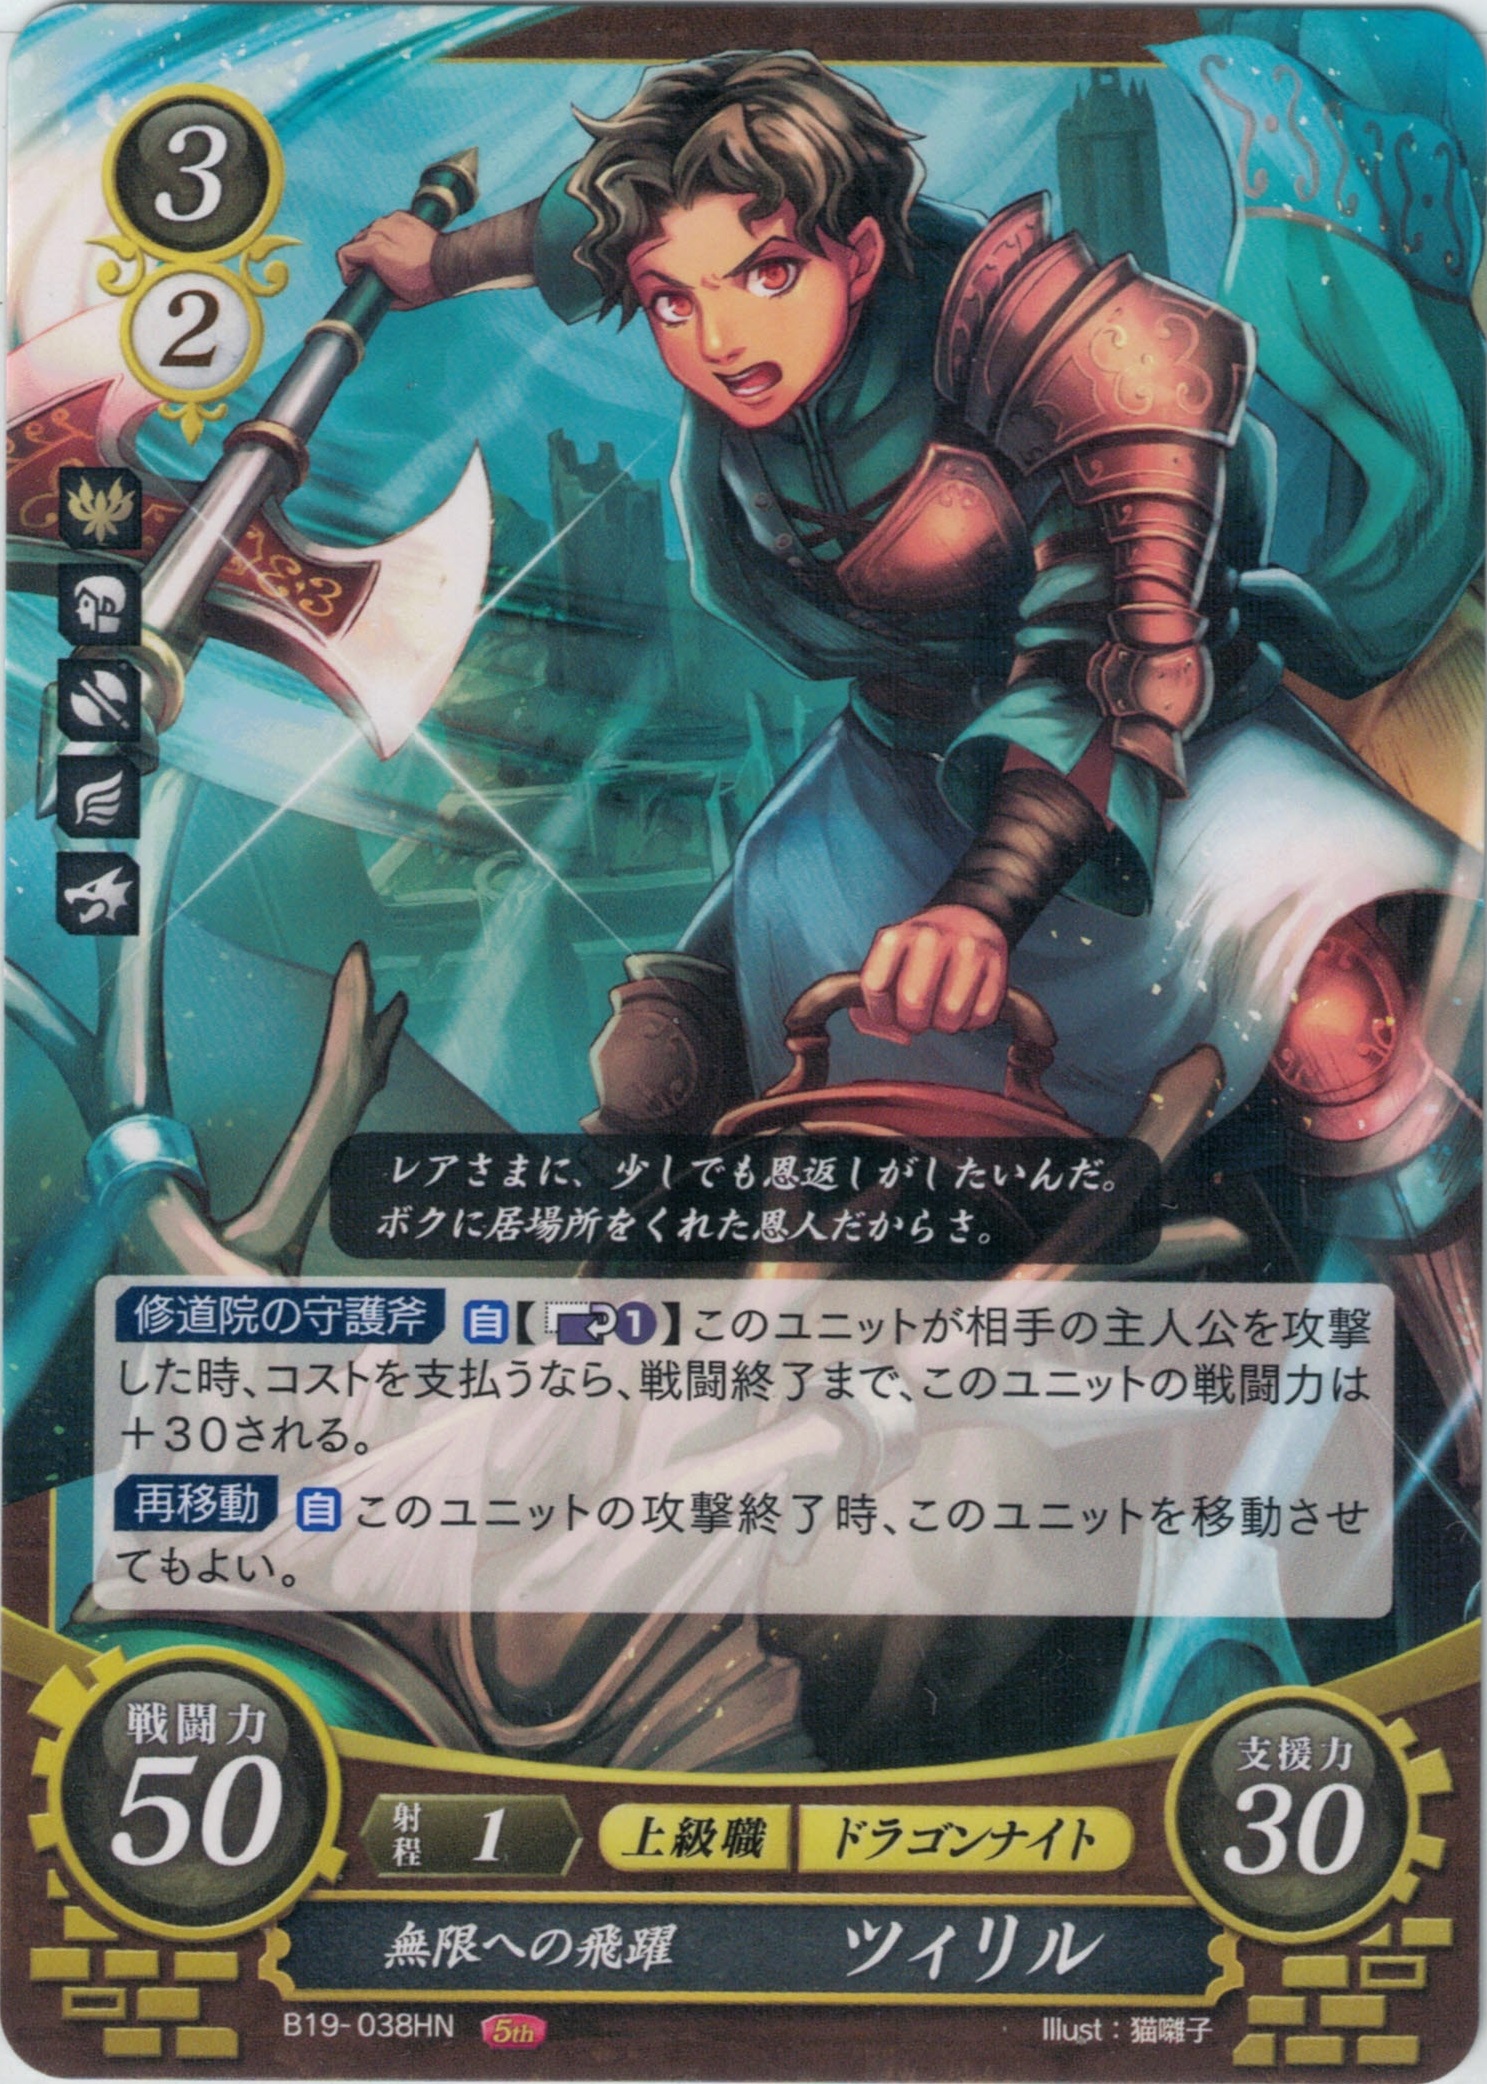 3
2
レアさまに、少しでも恩返しがしたいんだ。
ボクに居場所をくれた恩人だからさ。
修道院の守護斧 自【1】このユニットが相手の主人公を攻撃
した時、コストを支払うなら、戦闘終了まで、このユニットの戦闘力は
＋30される。
再移動 自 このユニットの攻撃終了時、このユニットを移動させ
てもよい。
戦闘力
50
射程 1
上級職 ドラゴンナイト
支援力
30
無限への飛躍 ツィリル
B19-038HN 5th
Illust：猫囃子